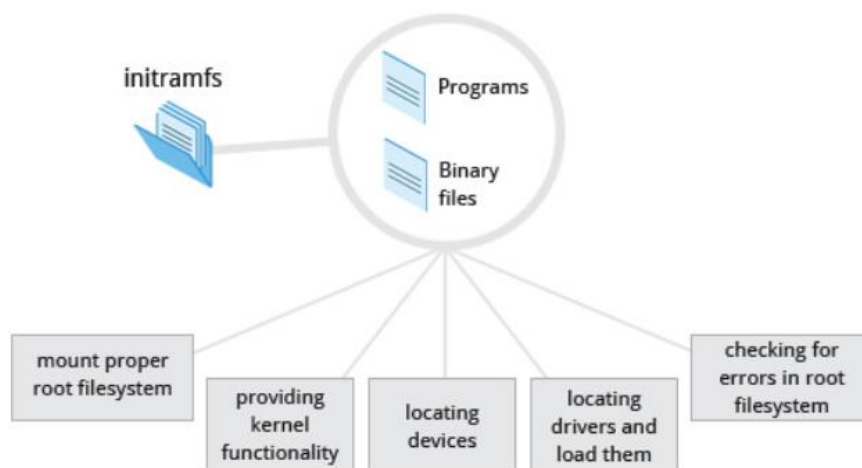 initramfs
Programs
Binary
files
mount proper
root filesystem
providing
kernel
functionality
locating
devices
locating
drivers and
load them
checking for
errors in root
filesystem